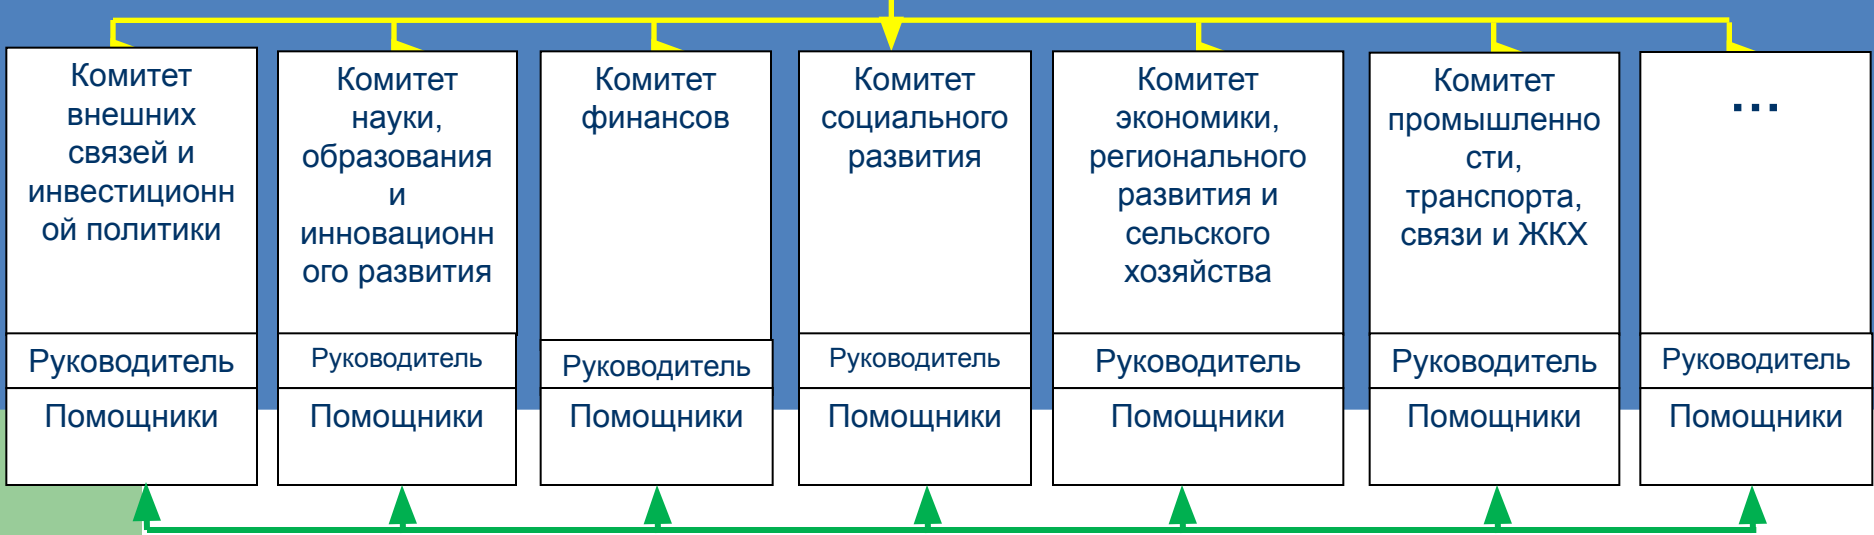 Комитет
внешних
связей и
инвестиционн
ой политики
Руководитель
Помощники
Комитет
науки,
образования
и
инновационн
ого развития
Руководитель
Помощники
Комитет
финансов
Руководитель
Помощники
Комитет
социального
развития
Руководитель
Помощники
Комитет
экономики,
регионального
развития и
сельского
хозяйства
Руководитель
Помощники
Комитет
промышленно
сти,
транспорта,
связи и ЖКХ
Руководитель
Помощники
...
Руководитель
Помощники